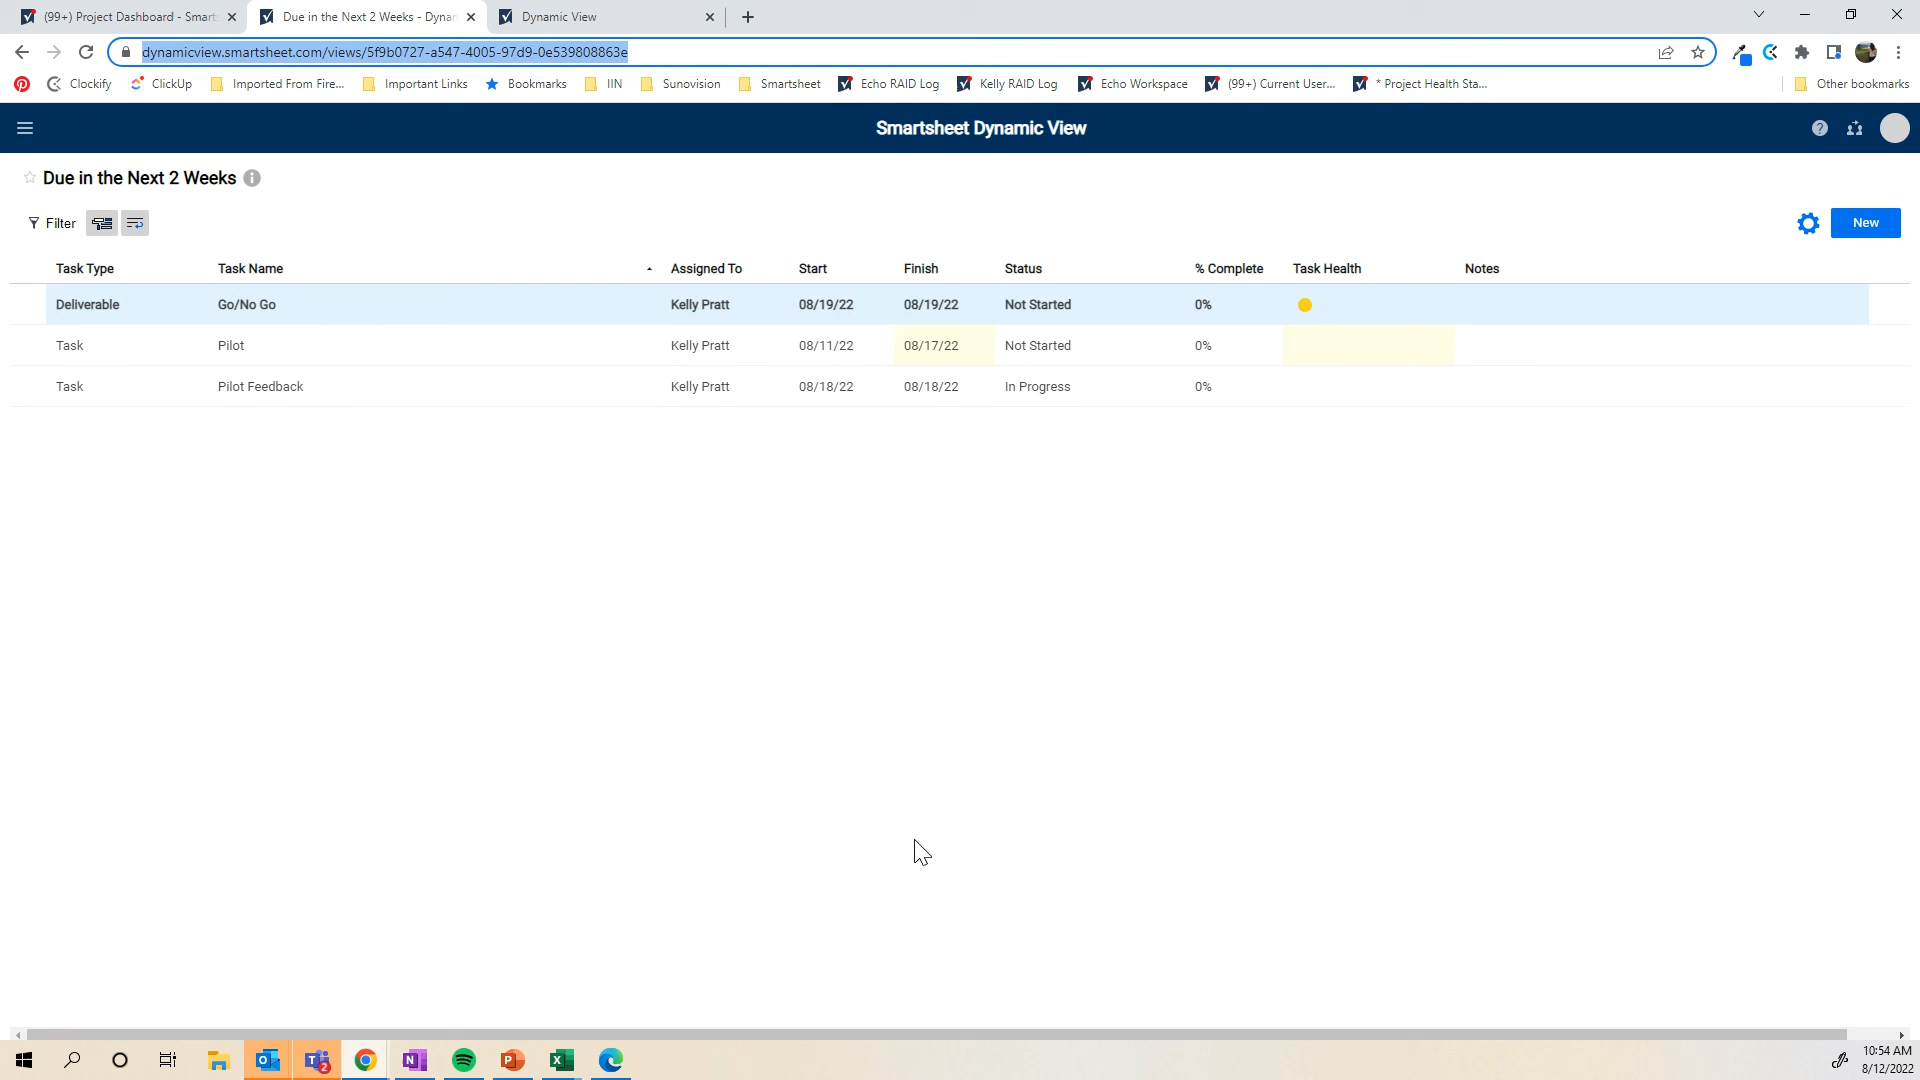 (99+) Project Dashboard - Smart
Due in the Next 2 Weeks - Dynam
Dynamic View
dynamicview.smartsheet.com/views/5f9b0727-a547-4005-97d9-0e539808863e
Clockify
ClickUp
Imported From Fire...
Important Links
Bookmarks
IIN
Sunovision
Smartsheet
Echo RAID Log
Kelly RAID Log
Echo Workspace
(99+) Current User...
* Project Health Sta...
Other bookmarks
Smartsheet Dynamic View
Due in the Next 2 Weeks
Filter
New
Task Type Task Name Assigned To Start Finish Status % Complete Task Health Notes
Deliverable Go/No Go Kelly Pratt 08/19/22 08/19/22 Not Started 0%
Task Pilot Kelly Pratt 08/11/22 08/17/22 Not Started 0%
Task Pilot Feedback Kelly Pratt 08/18/22 08/18/22 In Progress 0%
2
10:54 AM
8/12/2022